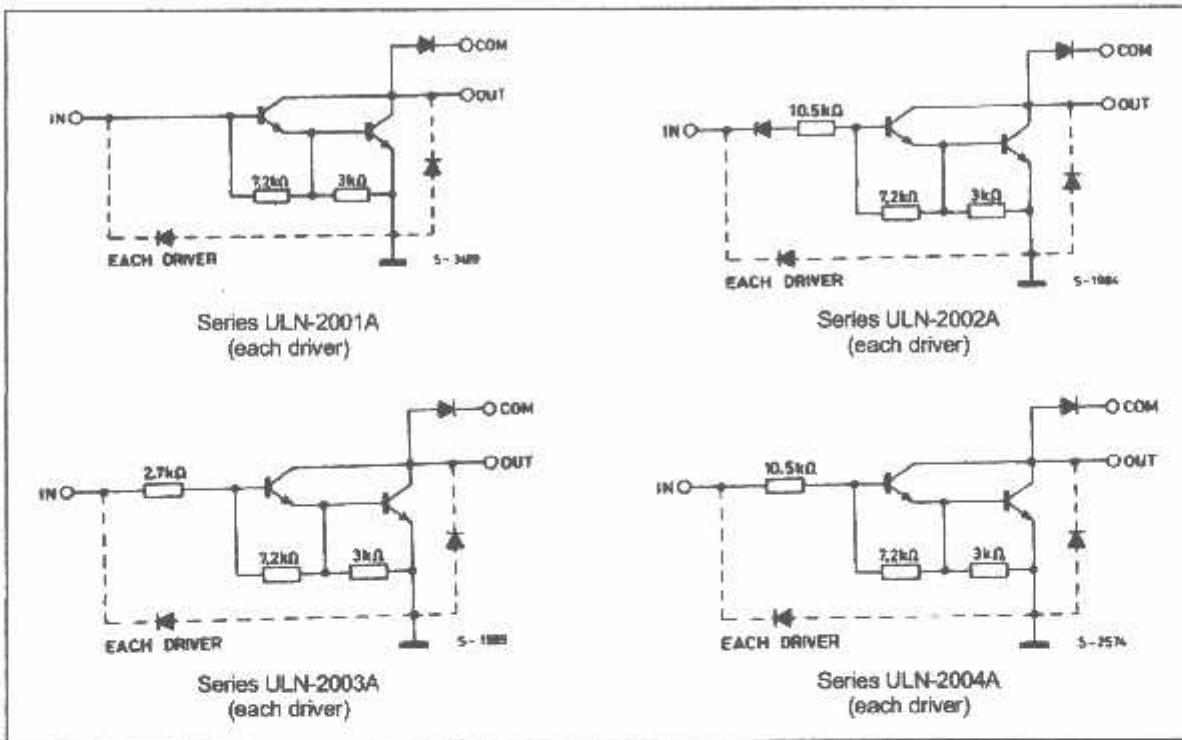 COM
OUT
IN
7,2kΩ
3kΩ
EACH DRIVER
Series ULN-2001A
(each driver)
COM
OUT
IN
10.5kΩ
7,2kΩ
3kΩ
EACH DRIVER
S-1984
Series ULN-2002A
(each driver)
COM
OUT
IN
2.7kΩ
7,2kΩ
3kΩ
EACH DRIVER
Series ULN-2003A
(each driver)
COM
OUT
IN
10.5kΩ
7,2kΩ
3kΩ
EACH DRIVER
S-2574
Series ULN-2004A
(each driver)